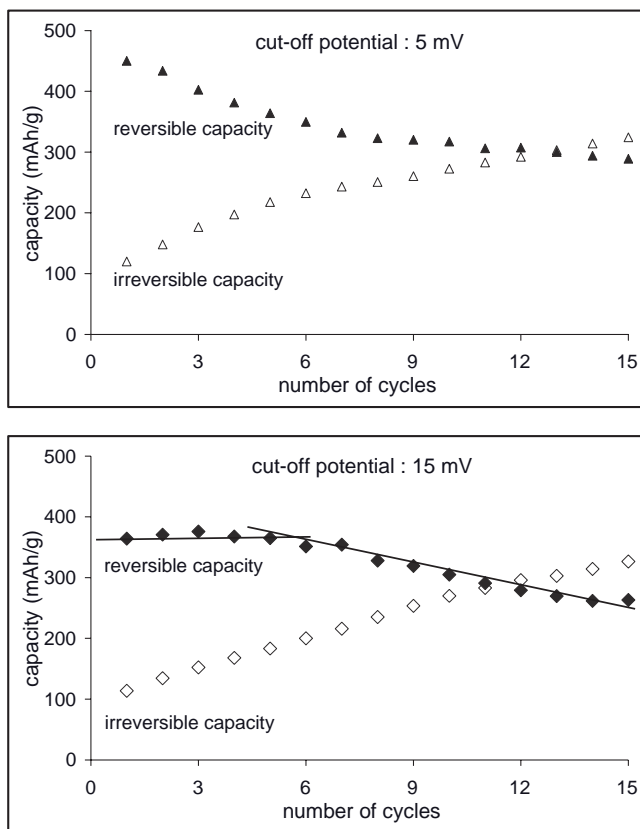 cut-off potential : 5 mV
500
400
300
200
100
0
capacity (mAh/g)
reversible capacity
irreversible capacity
0 3 6 9 12 15
number of cycles
cut-off potential : 15 mV
500
400
300
200
100
0
capacity (mAh/g)
reversible capacity
irreversible capacity
0 3 6 9 12 15
number of cycles